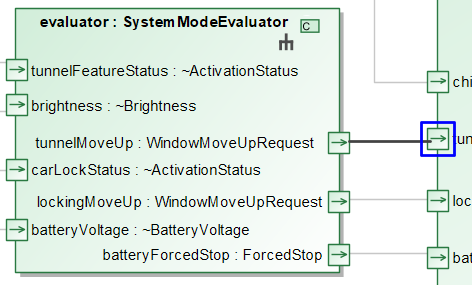 evaluator : SystemModeEvaluator
C
tunnelFeatureStatus : ~ActivationStatus
chi
brightness : ~Brightness
tunnelMoveUp : WindowMoveUpRequest
tun
carLockStatus : ~ActivationStatus
lockingMoveUp : WindowMoveUpRequest
loc
batteryVoltage : ~BatteryVoltage
batteryForcedStop : ForcedStop
bat